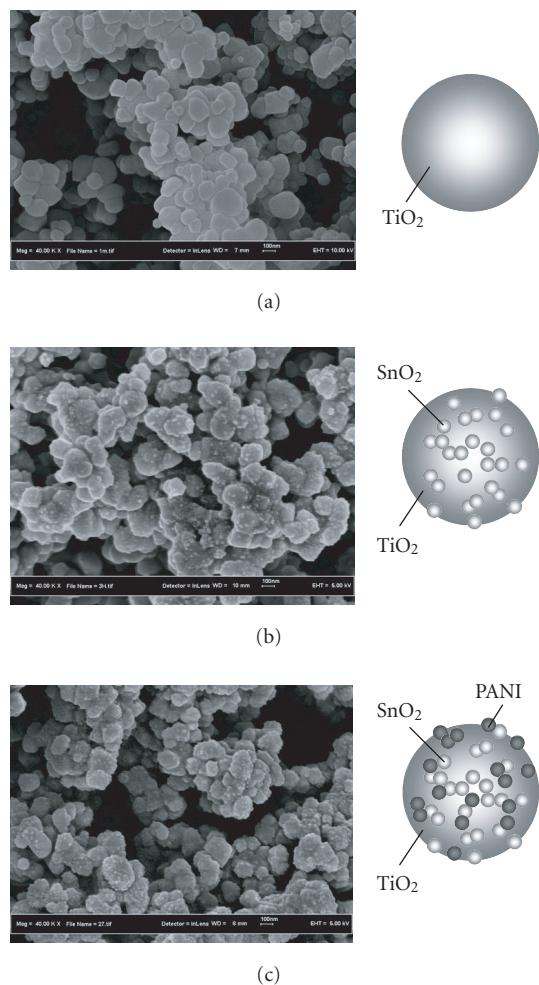 TiO2
Mag = 40.00 K X File Name = 1m.tif Detector = InLens WD = 7 mm 100nm EHT = 10.00 kV
(a)
SnO2
TiO2
Mag = 40.00 K X File Name = 3H.tif Detector = InLens WD = 10 mm 100nm EHT = 5.00 kV
(b)
PANI
SnO2
TiO2
Mag = 40.00 K X File Name = 27.tif Detector = InLens WD = 8 mm 100nm EHT = 5.00 kV
(c)